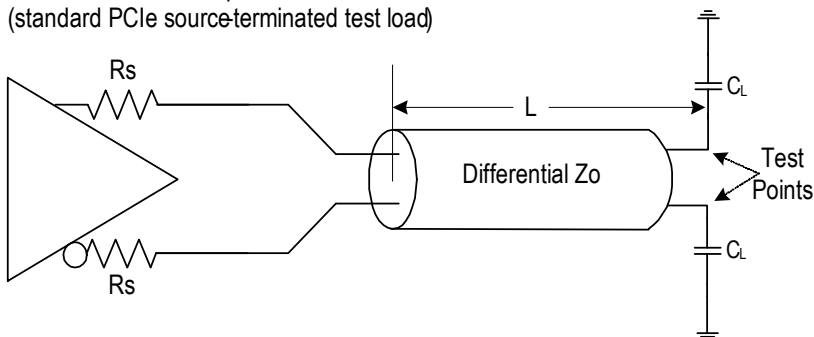 (standard PCIe source-terminated test load)
Rs
CL
L
Differential Zo
Test
Points
Rs
CL